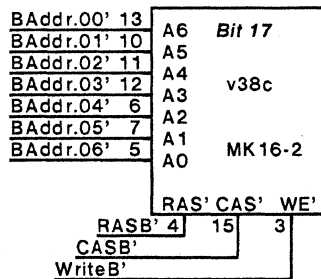 BAddr.00' 13 A6 Bit 17
BAddr.01' 10 A5
BAddr.02' 11 A4 v38c
BAddr.03' 12 A3
BAddr.04' 6 A2
BAddr.05' 7 A1 MK16-2
BAddr.06' 5 A0
RAS' CAS' WE'
RASB' 4 15 3
CASB'
WriteB'